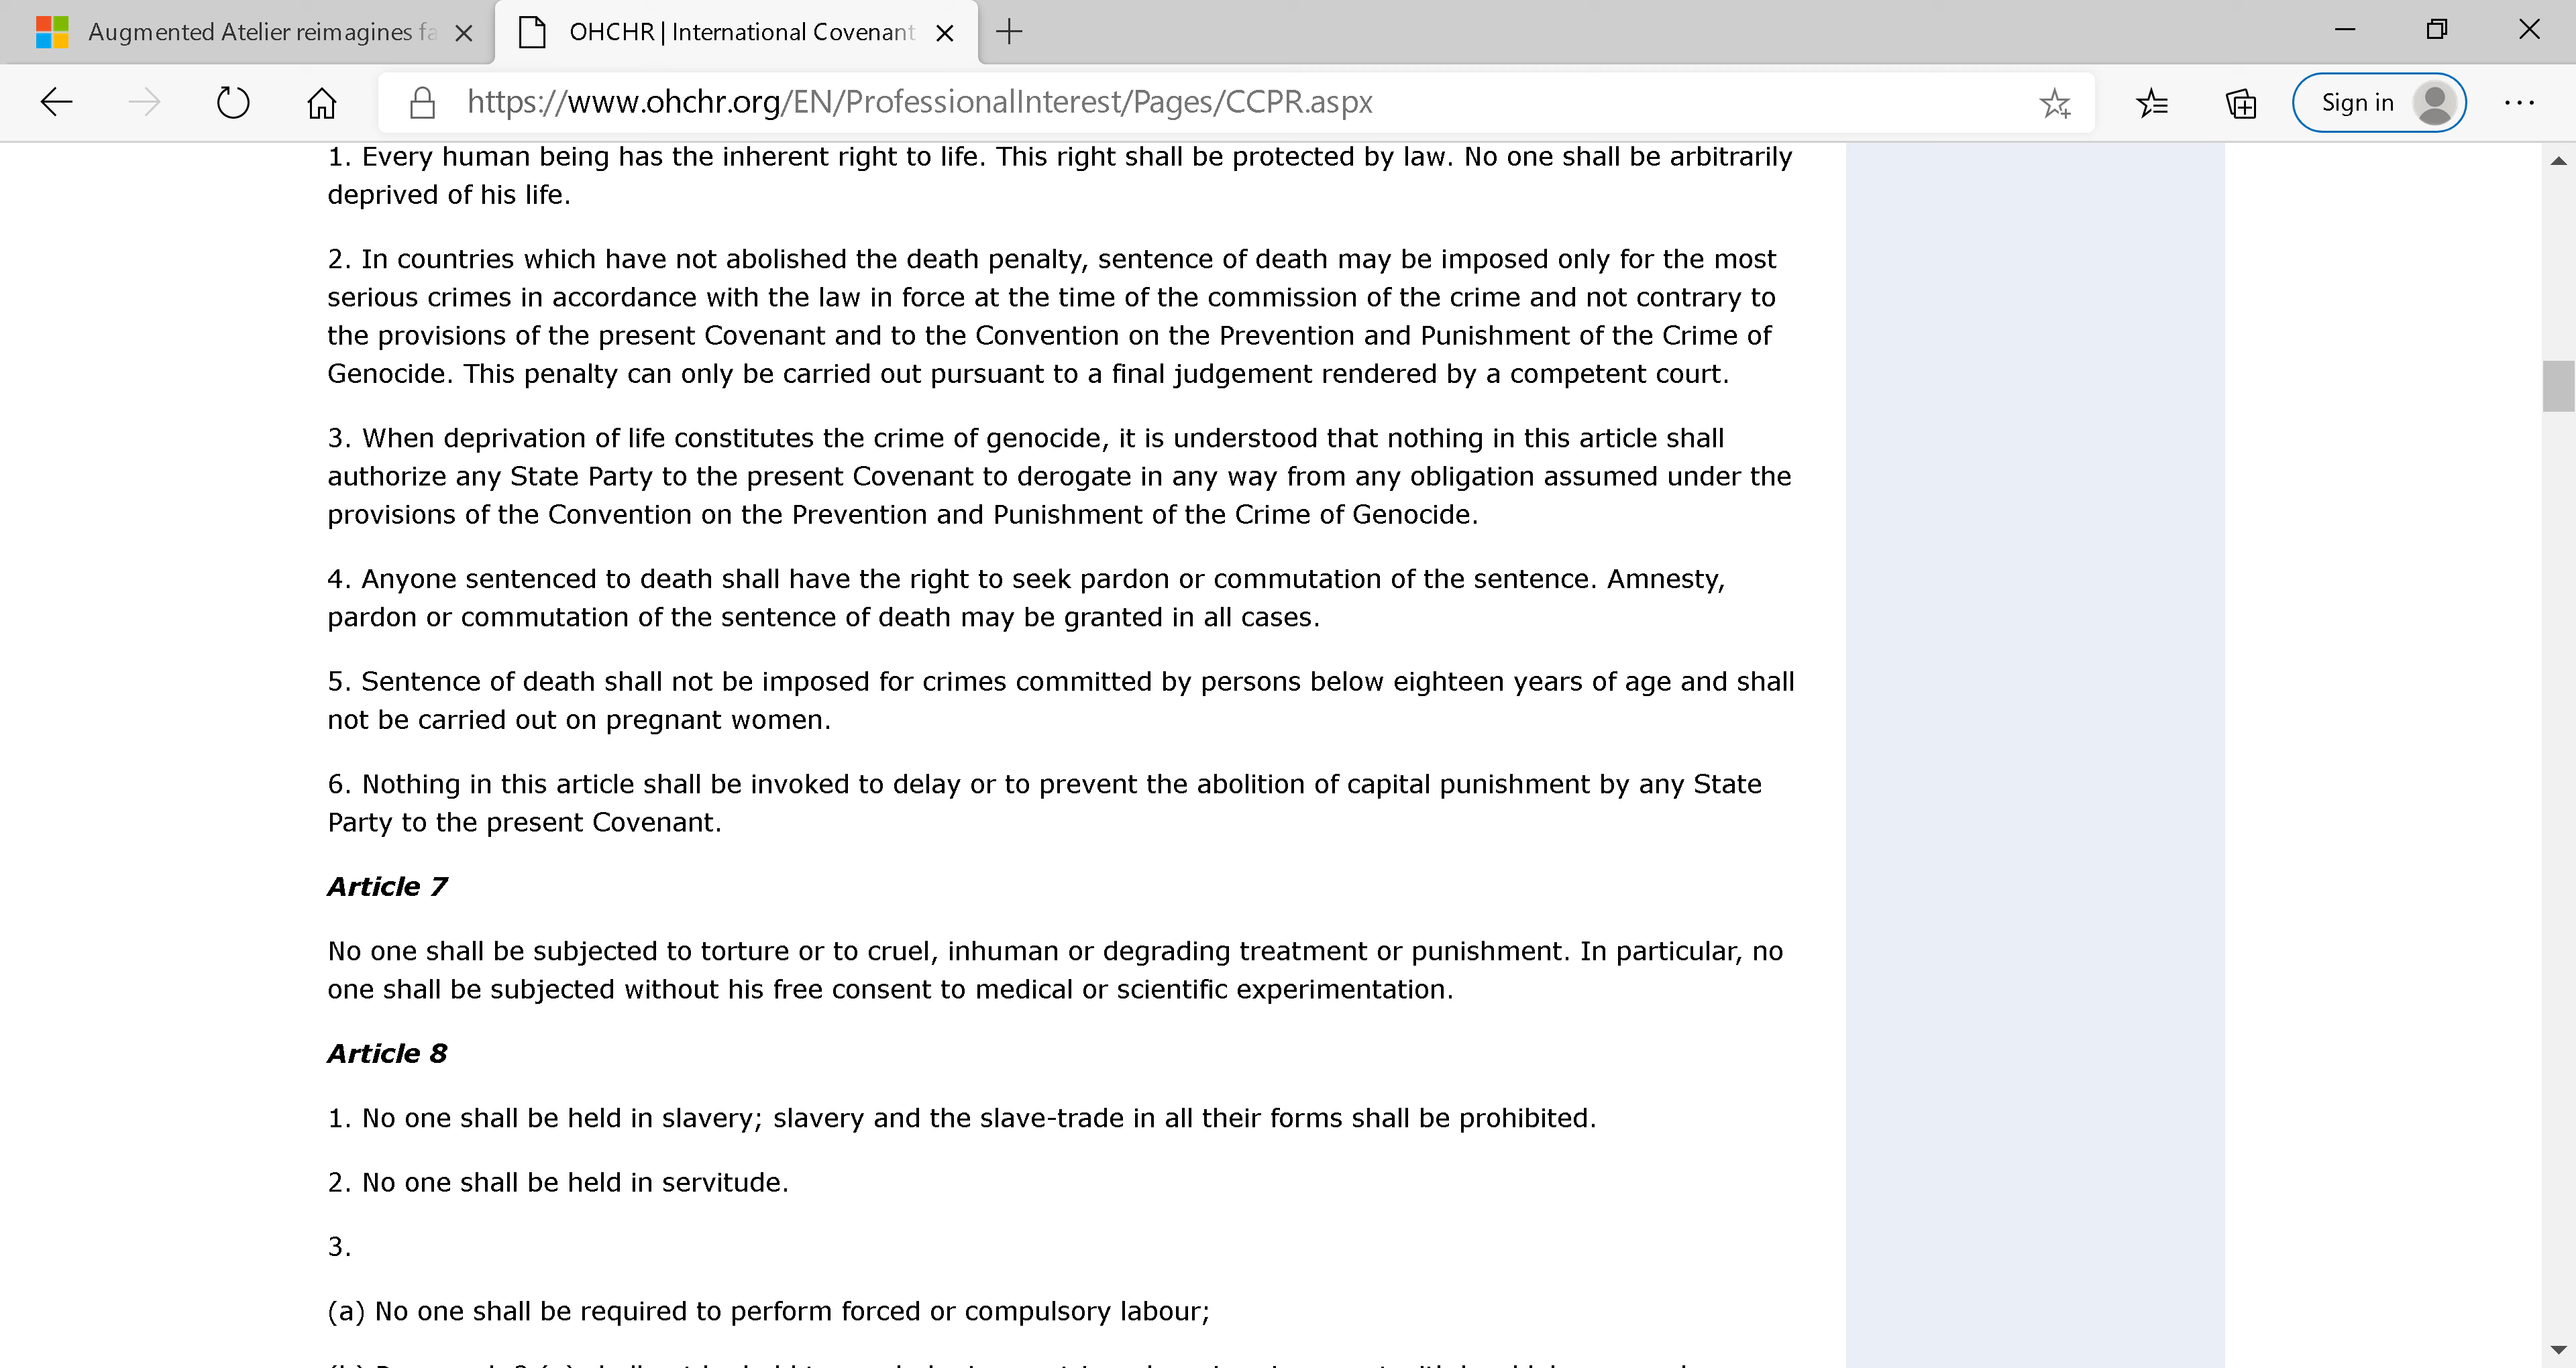 Augmented Atelier reimagines fa
OHCHR | International Covenant
https://www.ohchr.org/EN/ProfessionalInterest/Pages/CCPR.aspx
Sign in
1. Every human being has the inherent right to life. This right shall be protected by law. No one shall be arbitrarily
deprived of his life.
2. In countries which have not abolished the death penalty, sentence of death may be imposed only for the most
serious crimes in accordance with the law in force at the time of the commission of the crime and not contrary to
the provisions of the present Covenant and to the Convention on the Prevention and Punishment of the Crime of
Genocide. This penalty can only be carried out pursuant to a final judgement rendered by a competent court.
3. When deprivation of life constitutes the crime of genocide, it is understood that nothing in this article shall
authorize any State Party to the present Covenant to derogate in any way from any obligation assumed under the
provisions of the Convention on the Prevention and Punishment of the Crime of Genocide.
4. Anyone sentenced to death shall have the right to seek pardon or commutation of the sentence. Amnesty,
pardon or commutation of the sentence of death may be granted in all cases.
5. Sentence of death shall not be imposed for crimes committed by persons below eighteen years of age and shall
not be carried out on pregnant women.
6. Nothing in this article shall be invoked to delay or to prevent the abolition of capital punishment by any State
Party to the present Covenant.
Article 7
No one shall be subjected to torture or to cruel, inhuman or degrading treatment or punishment. In particular, no
one shall be subjected without his free consent to medical or scientific experimentation.
Article 8
1. No one shall be held in slavery; slavery and the slave-trade in all their forms shall be prohibited.
2. No one shall be held in servitude.
3.
(a) No one shall be required to perform forced or compulsory labour;